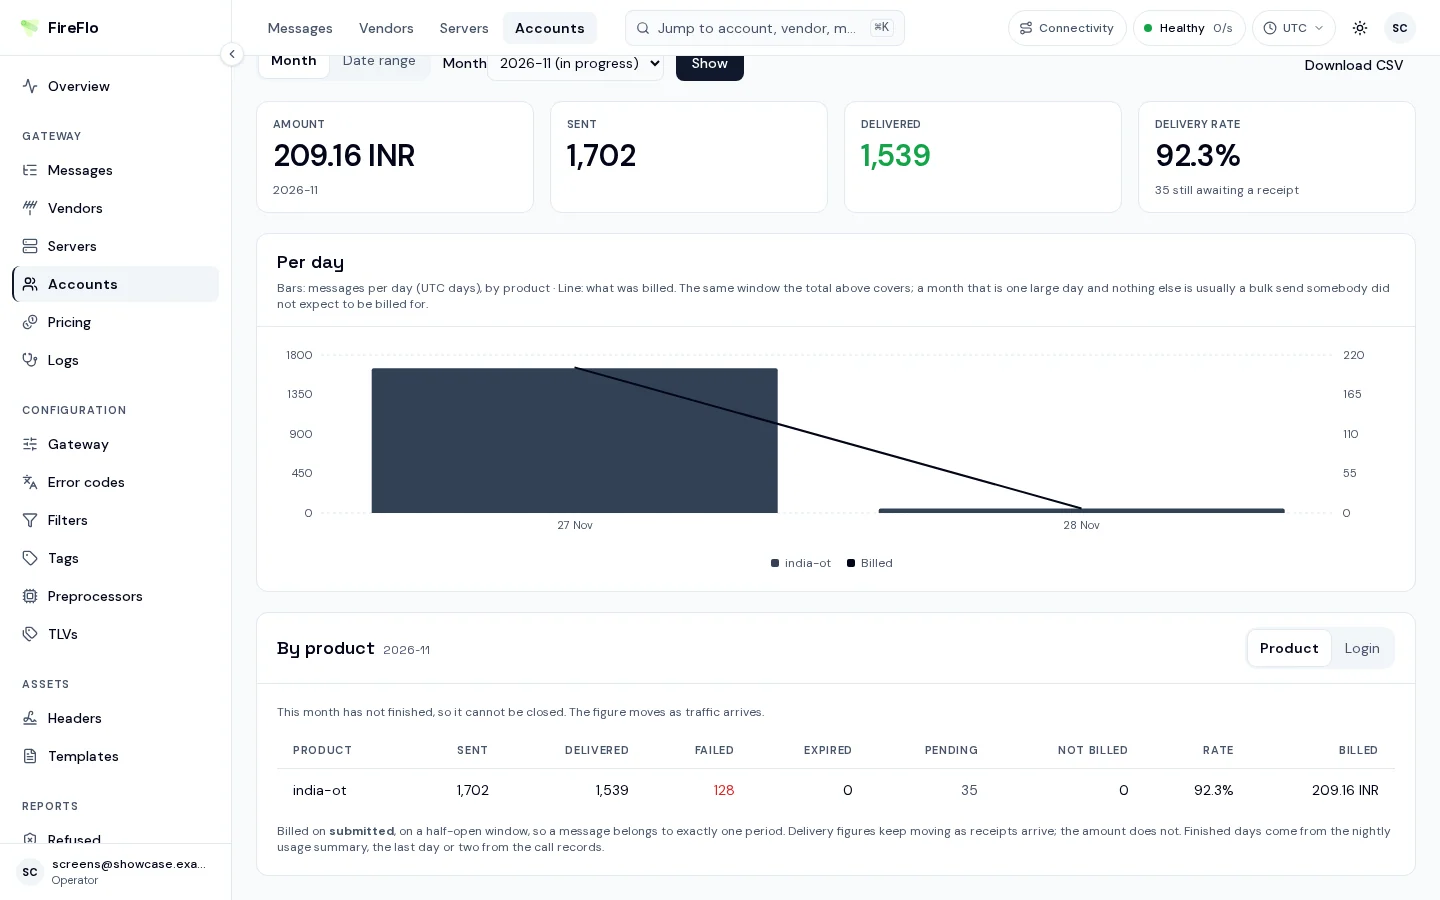 FireFlo
Messages
Vendors
Servers
Accounts
Jump to account, vendor, m...
⌘K
Connectivity
Healthy 0/s
UTC
SC
Overview
GATEWAY
Messages
Vendors
Servers
Accounts
Pricing
Logs
CONFIGURATION
Gateway
Error codes
Filters
Tags
Preprocessors
TLVs
ASSETS
Headers
Templates
REPORTS
Refused
SC
screens@showcase.exa...
Operator
Month
Date range
Month
2026-11 (in progress)
Show
Download CSV
AMOUNT
209.16 INR
2026-11
SENT
1,702
DELIVERED
1,539
DELIVERY RATE
92.3%
35 still awaiting a receipt
Per day
Bars: messages per day (UTC days), by product · Line: what was billed. The same window the total above covers; a month that is one large day and nothing else is usually a bulk send somebody did
not expect to be billed for.
1800
1350
900
450
0
220
165
110
55
0
27 Nov
28 Nov
india-ot
Billed
By product 2026-11
Product
Login
This month has not finished, so it cannot be closed. The figure moves as traffic arrives.
PRODUCT SENT DELIVERED FAILED EXPIRED PENDING NOT BILLED RATE BILLED
india-ot 1,702 1,539 128 0 35 0 92.3% 209.16 INR
Billed on submitted, on a half-open window, so a message belongs to exactly one period. Delivery figures keep moving as receipts arrive; the amount does not. Finished days come from the nightly
usage summary, the last day or two from the call records.